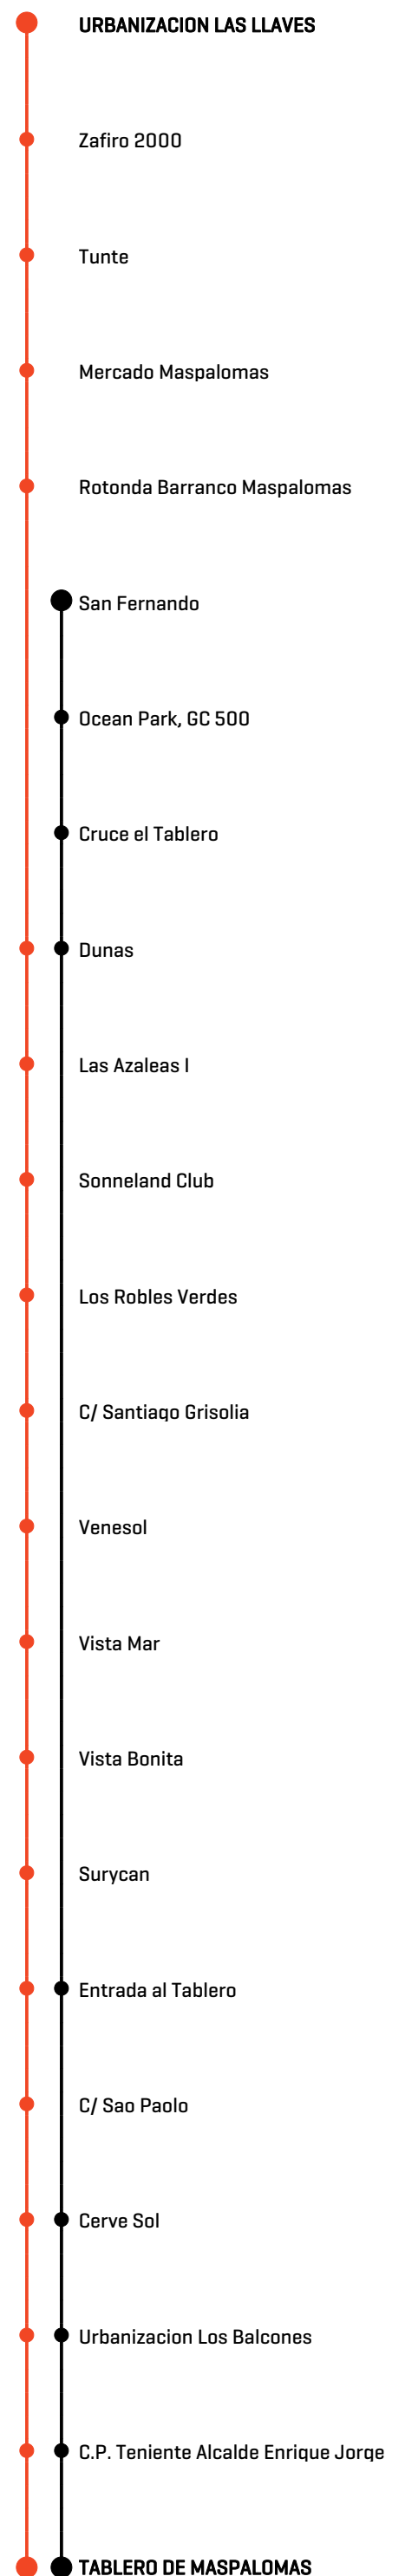 URBANIZACION LAS LLAVES
Zafiro 2000
Tunte
Mercado Maspalomas
Rotonda Barranco Maspalomas
San Fernando
Ocean Park, GC 500
Cruce el Tablero
Dunas
Las Azaleas I
Sonneland Club
Los Robles Verdes
C/ Santiago Grisolia
Venesol
Vista Mar
Vista Bonita
Surycan
Entrada al Tablero
C/ Sao Paolo
Cerve Sol
Urbanizacion Los Balcones
C.P. Teniente Alcalde Enrique Jorge
TABLERO DE MASPALOMAS